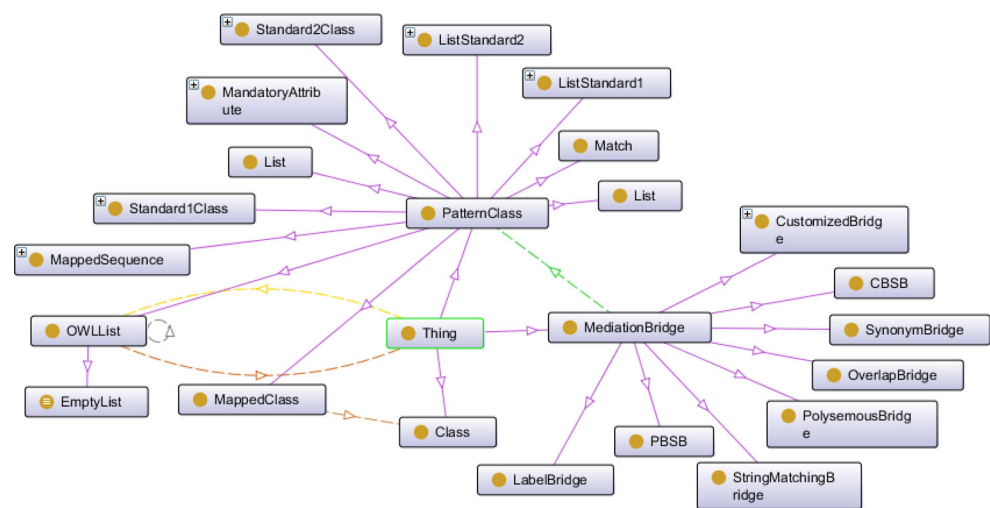 Standard2Class
ListStandard2
ListStandard1
MandatoryAttrib
ute
Match
List
List
Standard1Class
PatternClass
CustomizedBridg
e
MappedSequence
CBSB
OWLList
Thing
MediationBridge
SynonymBridge
OverlapBridge
EmptyList
MappedClass
PolysemousBridg
e
Class
PBSB
LabelBridge
StringMatchingB
ridge